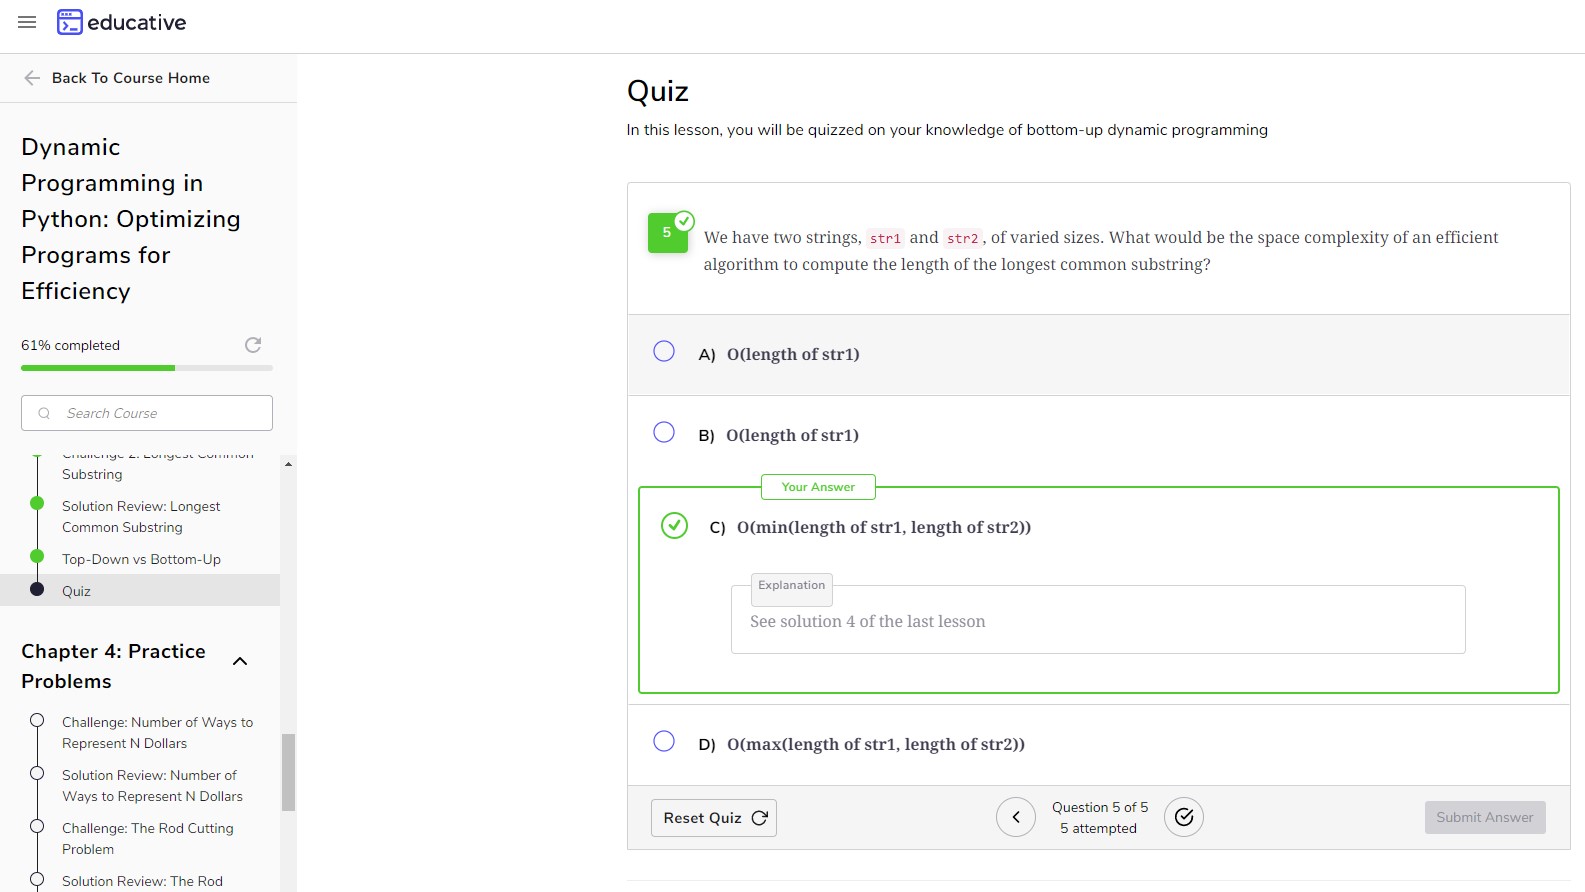 educative
Back To Course Home
Dynamic
Programming in
Python: Optimizing
Programs for
Efficiency
61% completed
Search Course
Challenge 2: Longest Common
Substring
Solution Review: Longest
Common Substring
Top-Down vs Bottom-Up
Quiz
Chapter 4: Practice
Problems
Challenge: Number of Ways to
Represent N Dollars
Solution Review: Number of
Ways to Represent N Dollars
Challenge: The Rod Cutting
Problem
Solution Review: The Rod
Quiz
In this lesson, you will be quizzed on your knowledge of bottom-up dynamic programming
5
We have two strings, str1 and str2, of varied sizes. What would be the space complexity of an efficient
algorithm to compute the length of the longest common substring?
A) O(length of str1)
B) O(length of str1)
Your Answer
C) O(min(length of str1, length of str2))
Explanation
See solution 4 of the last lesson
D) O(max(length of str1, length of str2))
Reset Quiz
Question 5 of 5
5 attempted
Submit Answer